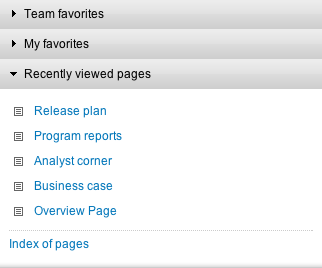 Team favorites
My favorites
Recently viewed pages
Release plan
Program reports
Analyst corner
Business case
Overview Page
Index of pages